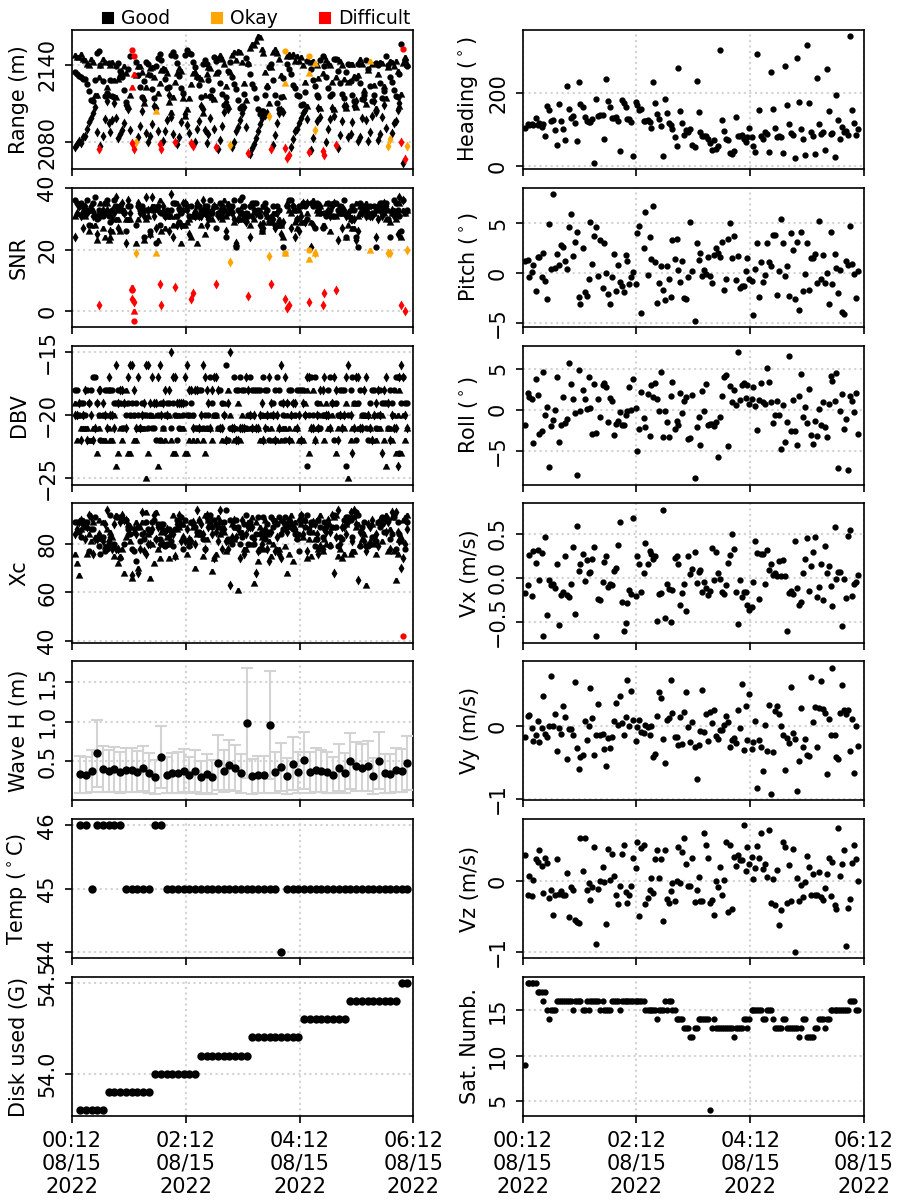 Good Okay Difficult
Range (m)
2140
2080
Heading (°)
200
0
SNR
40
20
0
Pitch (°)
5
0
−5
DBV
−15
−20
−25
Roll (°)
5
0
−5
Xc
80
60
40
Vx (m/s)
0.5
0.0
−0.5
Wave H (m)
1.5
1.0
0.5
Vy (m/s)
0
−1
Temp (°C)
46
45
44
Vz (m/s)
0
−1
Disk used (G)
54.5
54.0
Sat. Numb.
15
10
5
00:12 02:12 04:12 06:12
08/15 08/15 08/15 08/15
2022 2022 2022 2022
00:12 02:12 04:12 06:12
08/15 08/15 08/15 08/15
2022 2022 2022 2022